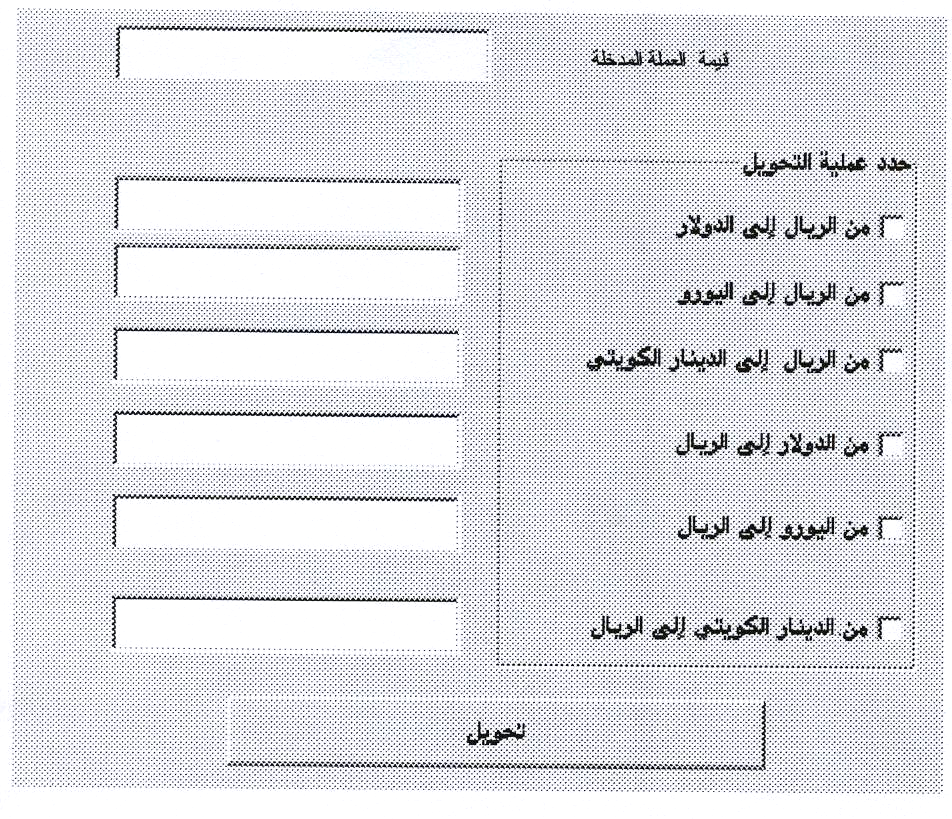 قيمة العملة المدخلة
حدد عملية التحويل
من الريال إلى الدولار
من الريال إلى اليورو
من الريال إلى الدينار الكويتي
من الدولار إلى الريال
من اليورو إلى الريال
من الدينار الكويتي إلى الريال
تحويل